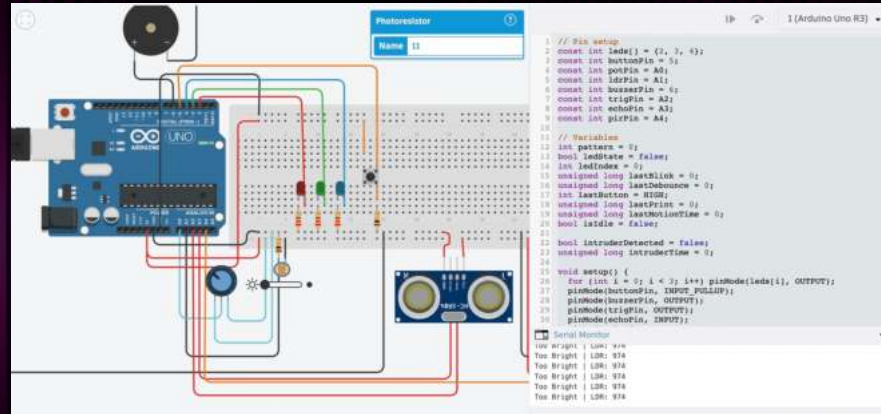 Photoresistor
Name 11
1 (Arduino Uno R3)
UNO
ARDUINO
1 // Pin setup
2 const int leds[] = {2, 3, 4};
3 const int buttonPin = 5;
4 const int potPin = A0;
5 const int ldrPin = A1;
6 const int buzzerPin = 6;
7 const int trigPin = A2;
8 const int echoPin = A3;
9 const int pirPin = A4;
10
11 // Variables
12 int pattern = 0;
13 bool ledState = false;
14 int ledIndex = 0;
15 unsigned long lastBlink = 0;
16 unsigned long lastDebounce = 0;
17 int lastButton = HIGH;
18 unsigned long lastPrint = 0;
19 unsigned long lastMotionTime = 0;
20 bool isIdle = false;
21
22 bool intruderDetected = false;
23 unsigned long intruderTime = 0;
24
25 void setup() {
26 for (int i = 0; i < 3; i++) pinMode(leds[i], OUTPUT);
27 pinMode(buttonPin, INPUT_PULLUP);
28 pinMode(buzzerPin, OUTPUT);
29 pinMode(trigPin, OUTPUT);
30 pinMode(echoPin, INPUT);
Serial Monitor
Too Bright | LDR: 974
Too Bright | LDR: 974
Too Bright | LDR: 974
Too Bright | LDR: 974
Too Bright | LDR: 974